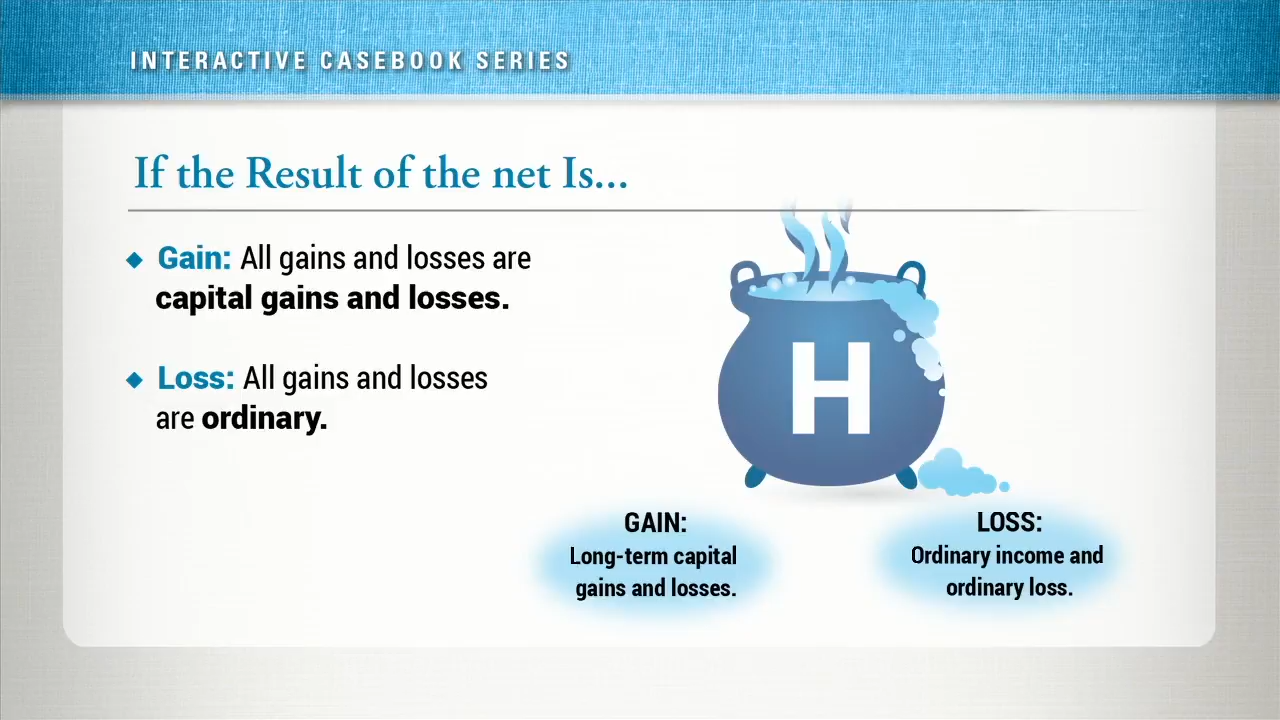 INTERACTIVE CASEBOOK SERIES
If the Result of the net Is...
Gain: All gains and losses are
capital gains and losses.
Loss: All gains and losses
are ordinary.
H
GAIN:
Long-term capital
gains and losses.
LOSS:
Ordinary income and
ordinary loss.